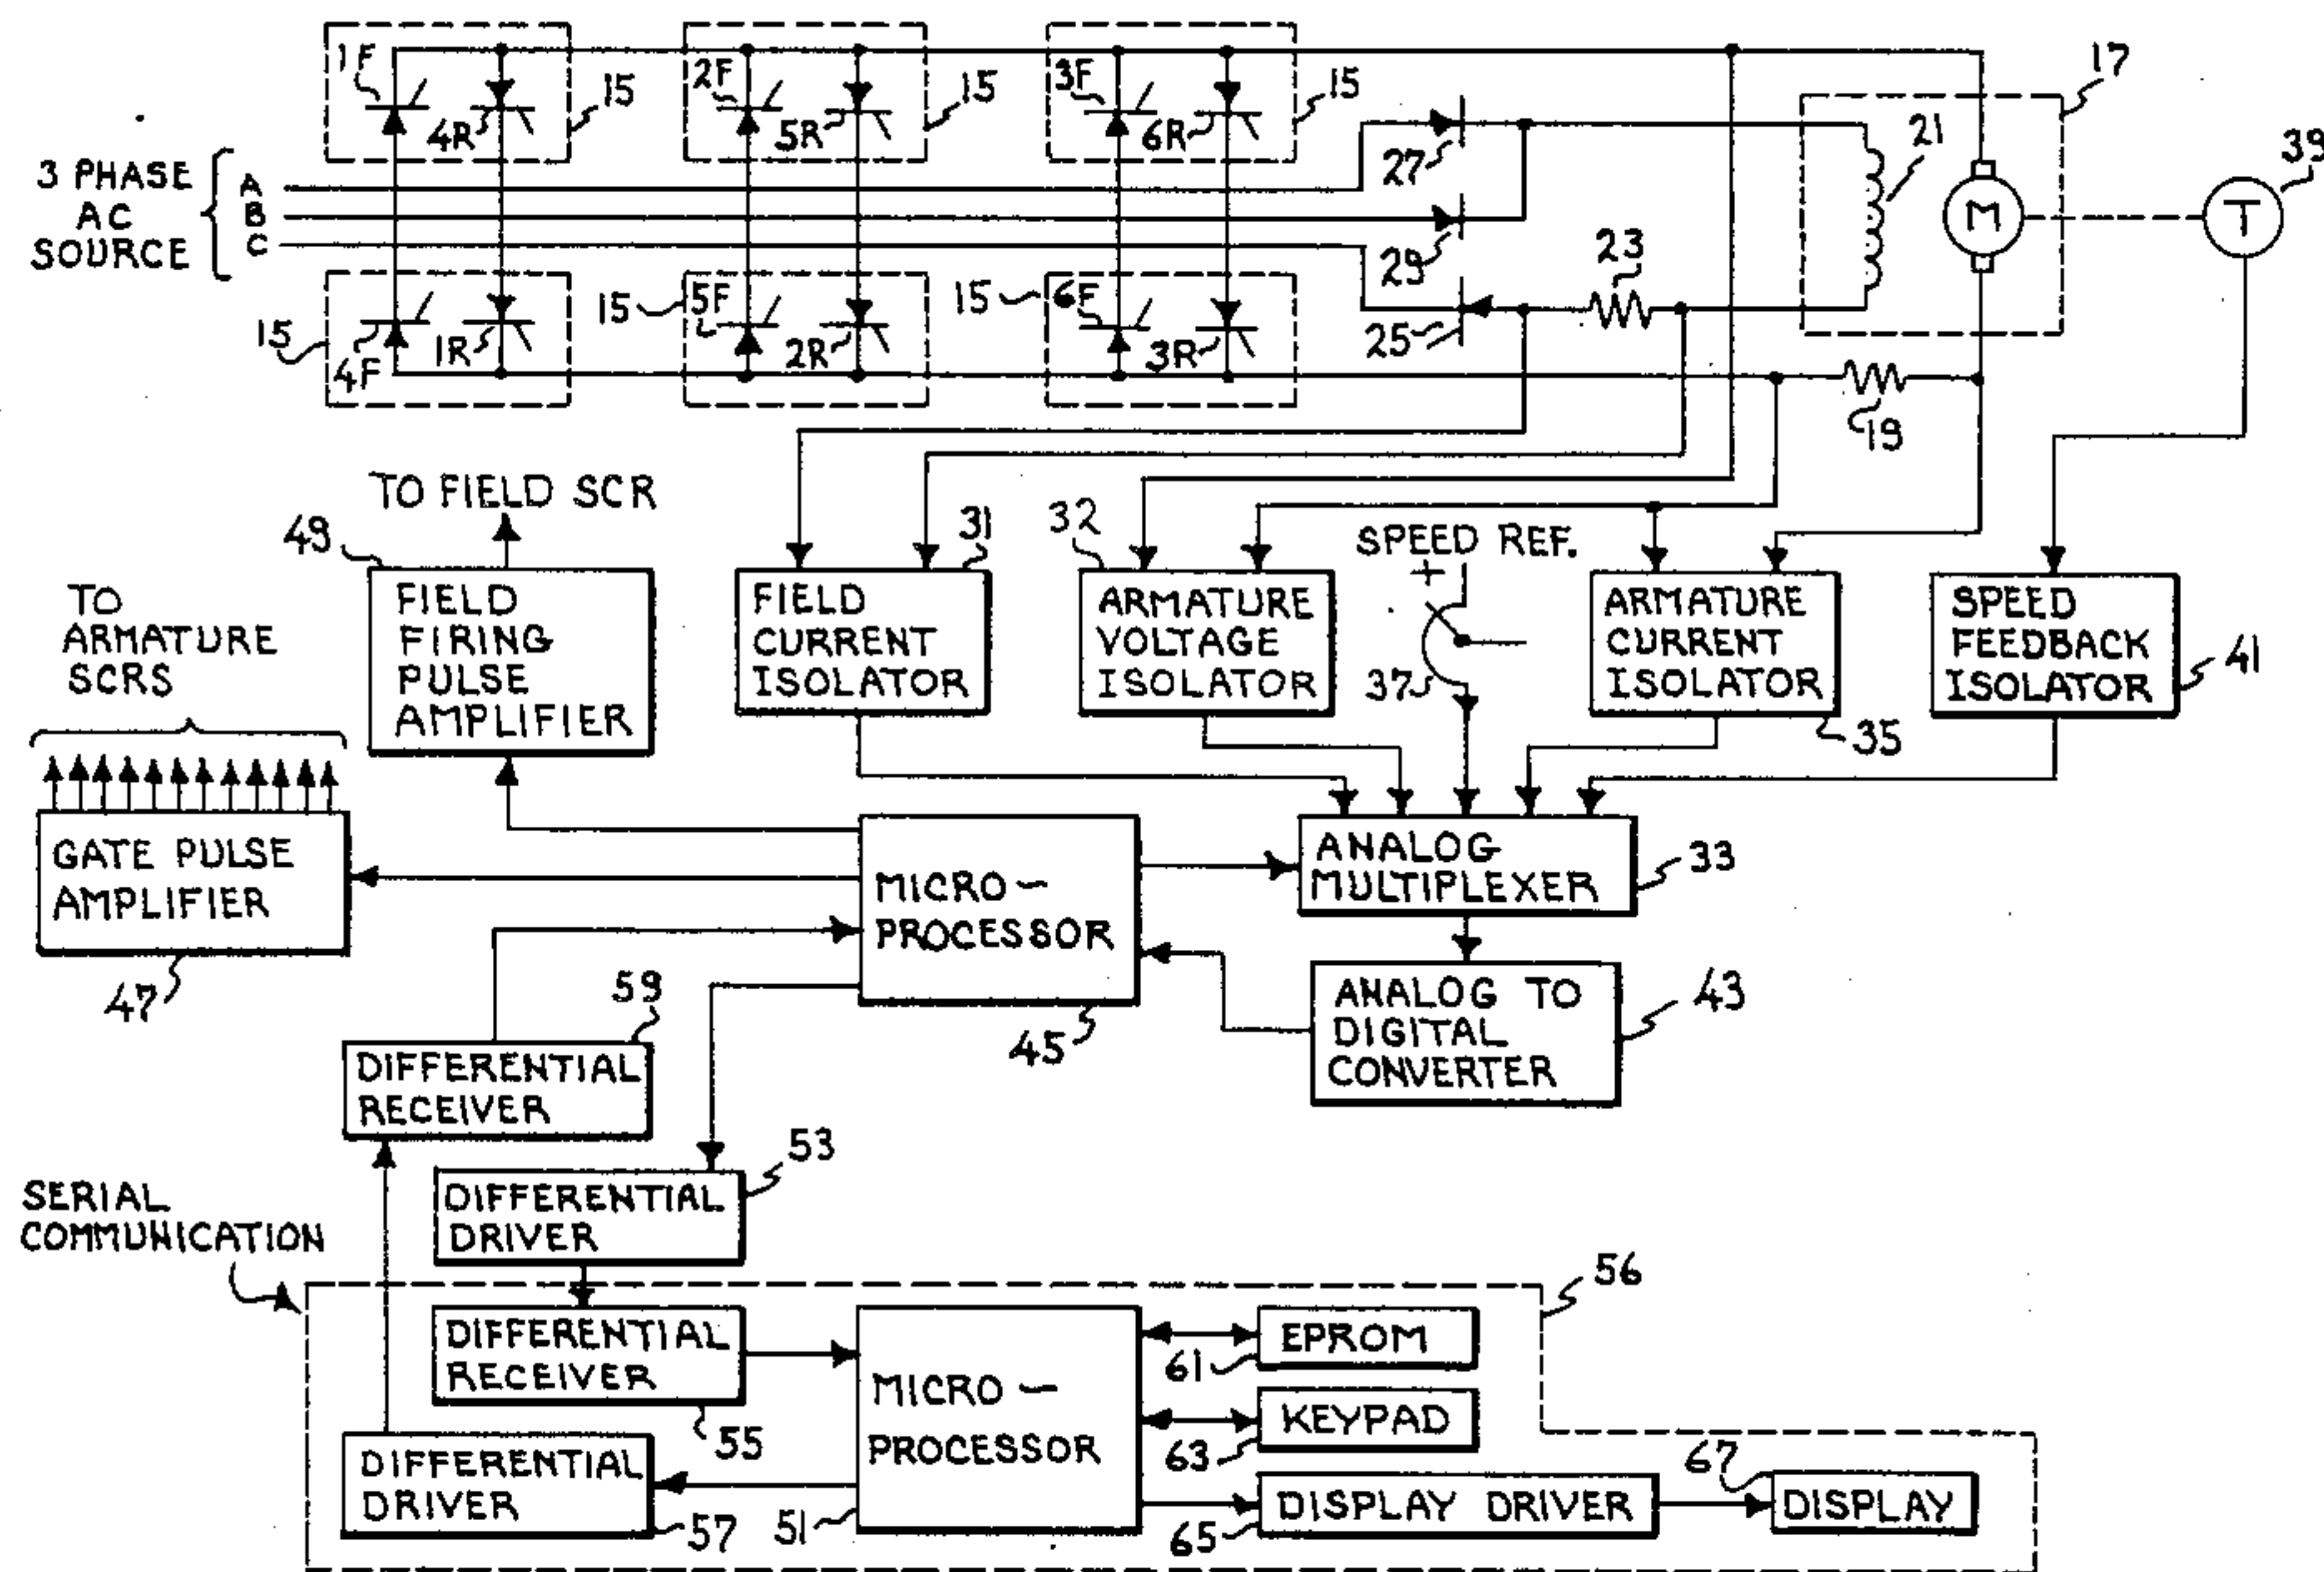 1F
4R
15
2F
5R
15
3F
6R
15
17
21
39
3 PHASE
AC
SOURCE
A
B
C
27
29
25
23
M
T
15
4F
1R
15
5F
2R
15
6F
3R
19
TO FIELD SCR
49
31
32
SPEED REF.
+
37
TO
ARMATURE
SCRS
FIELD
FIRING
PULSE
AMPLIFIER
FIELD
CURRENT
ISOLATOR
ARMATURE
VOLTAGE
ISOLATOR
ARMATURE
CURRENT
ISOLATOR
35
SPEED
FEEDBACK
ISOLATOR
41
GATE PULSE
AMPLIFIER
47
MICRO-
PROCESSOR
45
ANALOG
MULTIPLEXER
33
ANALOG TO
DIGITAL
CONVERTER
43
59
DIFFERENTIAL
RECEIVER
53
DIFFERENTIAL
DRIVER
SERIAL
COMMUNICATION
56
DIFFERENTIAL
RECEIVER
55
MICRO-
PROCESSOR
51
EPROM
61
KEYPAD
63
DIFFERENTIAL
DRIVER
57
DISPLAY DRIVER
65
67
DISPLAY